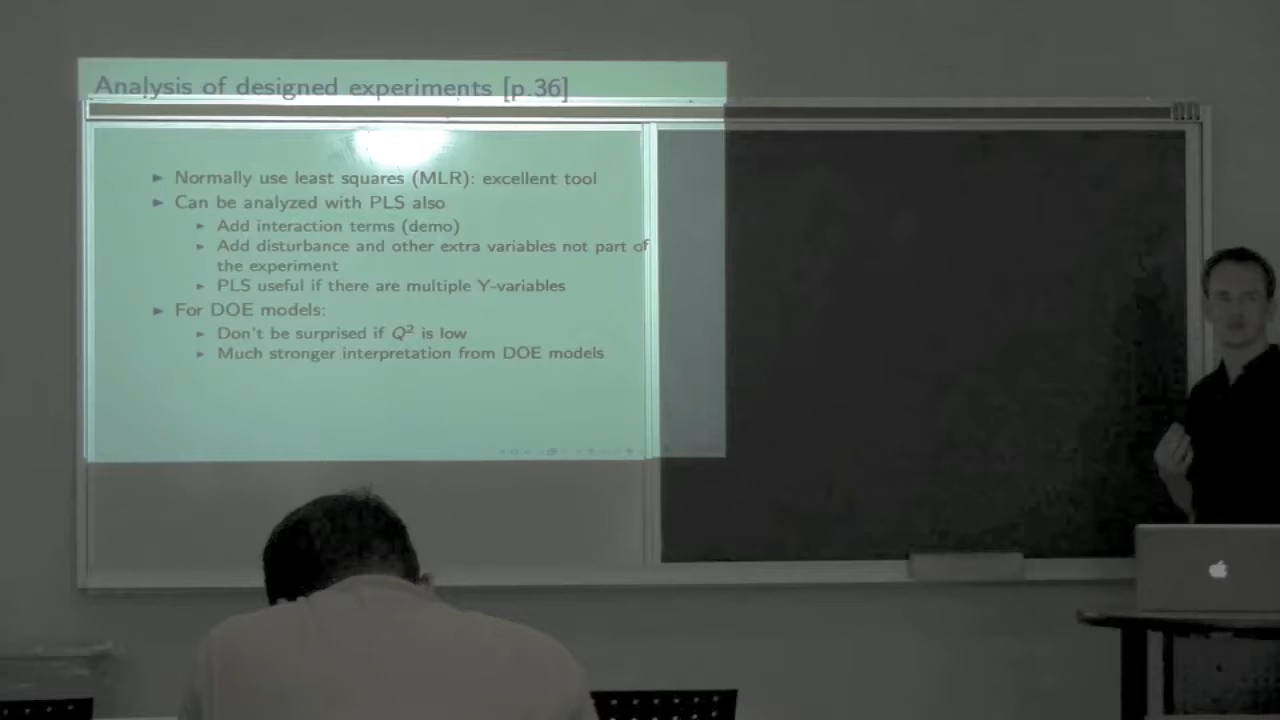 Analysis of designed experiments [p.36]
► Normally use least squares (MLR): excellent tool
► Can be analyzed with PLS also
► Add interaction terms (demo)
► Add disturbance and other extra variables not part of
the experiment
► PLS useful if there are multiple Y-variables
► For DOE models:
► Don't be surprised if Q² is low
► Much stronger interpretation from DOE models